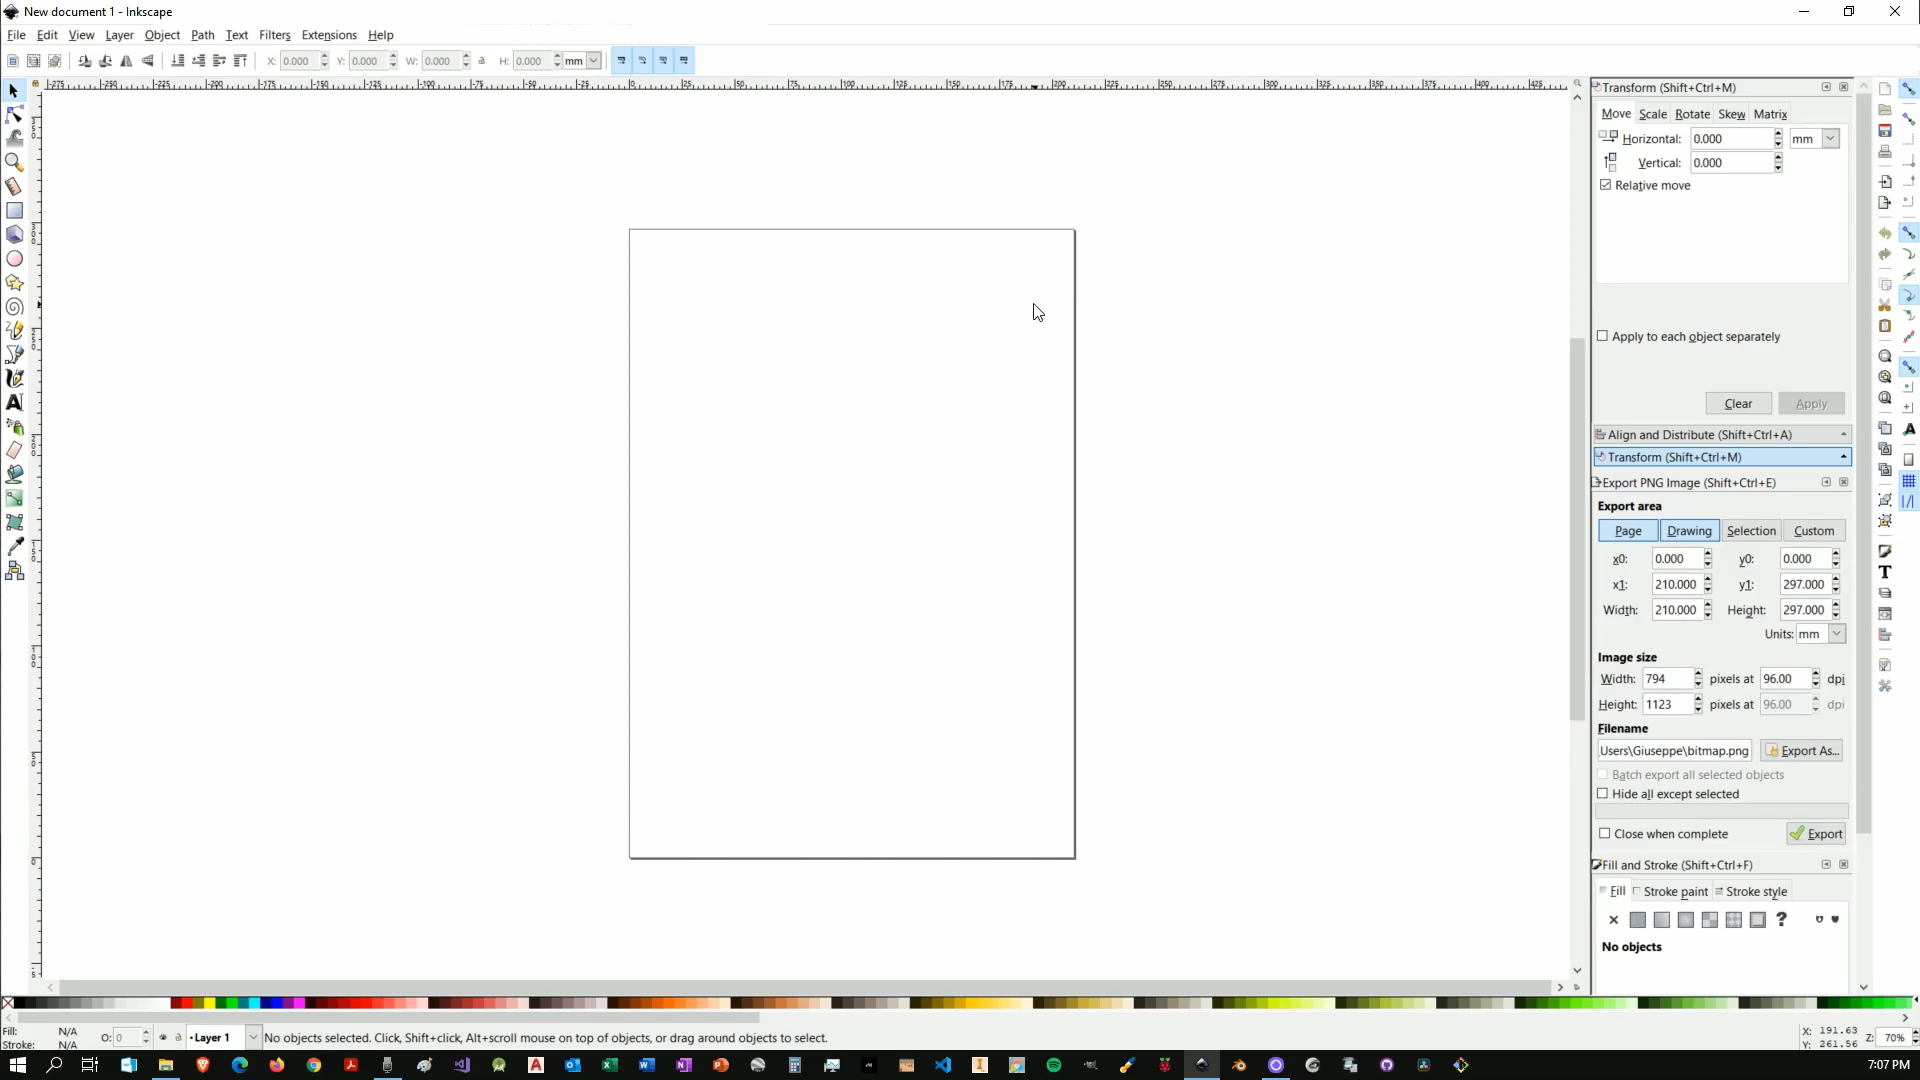 New document 1 - Inkscape
File Edit View Layer Object Path Text Filters Extensions Help
X: 0.000 Y: 0.000 W: 0.000 H: 0.000 mm
Transform (Shift+Ctrl+M)
Move Scale Rotate Skew Matrix
Horizontal: 0.000 mm
Vertical: 0.000
Relative move
Apply to each object separately
Clear Apply
Align and Distribute (Shift+Ctrl+A)
Transform (Shift+Ctrl+M)
Export PNG Image (Shift+Ctrl+E)
Export area
Page Drawing Selection Custom
x0: 0.000 y0: 0.000
x1: 210.000 y1: 297.000
Width: 210.000 Height: 297.000
Units: mm
Image size
Width: 794 pixels at 96.00 dpi
Height: 1123 pixels at 96.00 dpi
Filename
Users\Giuseppe\bitmap.png Export As...
Batch export all selected objects
Hide all except selected
Close when complete Export
Fill and Stroke (Shift+Ctrl+F)
Fill Stroke paint Stroke style
No objects
Fill: N/A
Stroke: N/A
O: 0
Layer 1
No objects selected. Click, Shift+click, Alt+scroll mouse on top of objects, or drag around objects to select.
X: 191.63
Y: 261.56
Z: 70%
7:07 PM